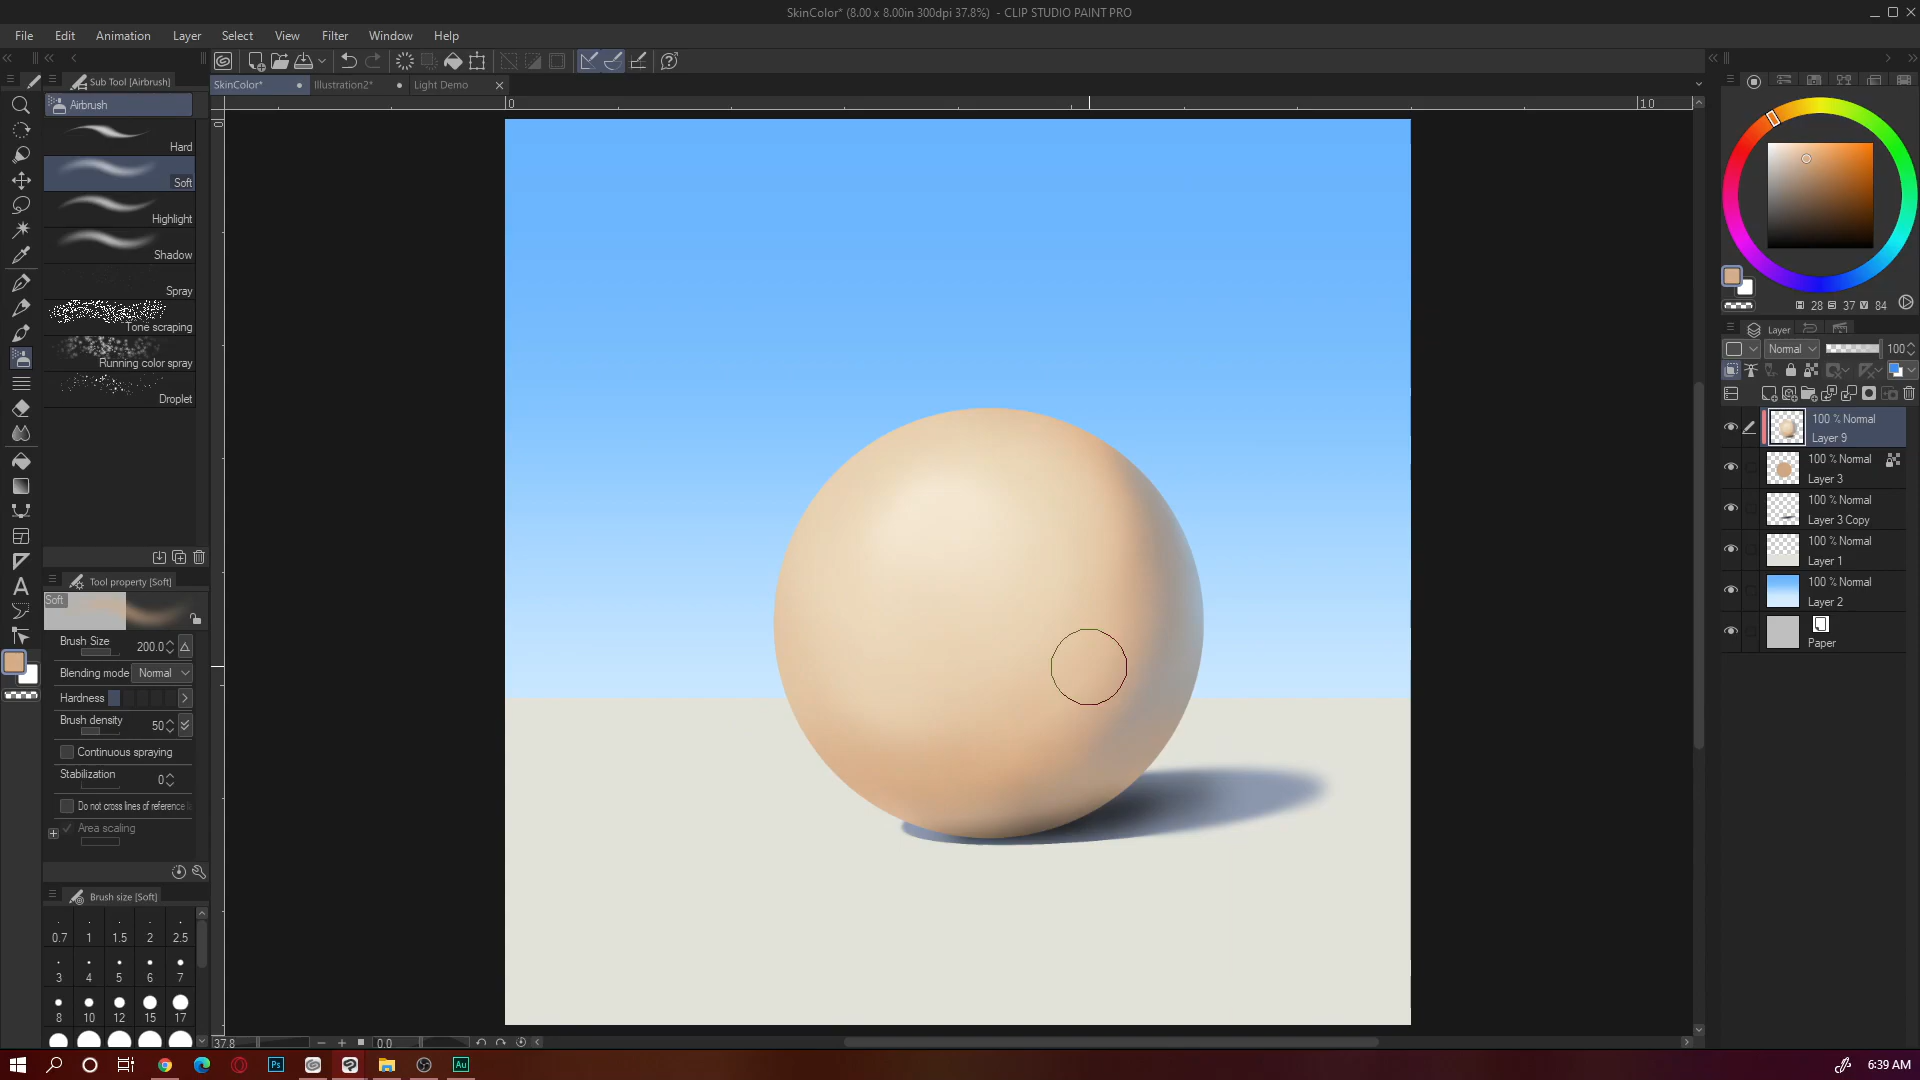 SkinColor* (8.00 x 8.00in 300dpi 37.8%) - CLIP STUDIO PAINT PRO
File Edit Animation Layer Select View Filter Window Help
Sub Tool [Airbrush]
SkinColor* Illustration2* Light Demo
Airbrush
0 10
0
Hard
Soft
Highlight
Shadow
Spray
Tone scraping
Running color spray
Droplet
Tool property [Soft]
Soft
Brush Size 200.0
Blending mode Normal
Hardness
Brush density 50
Continuous spraying
Stabilization 0
Do not cross lines of reference
Area scaling
Brush size [Soft]
0.7 1 1.5 2 2.5
3 4 5 6 7
8 10 12 15 17
37.8 0.0
H 28 S 37 V 84
Layer
Normal 100
100 % Normal
Layer 9
100 % Normal
Layer 3
100 % Normal
Layer 3 Copy
100 % Normal
Layer 1
100 % Normal
Layer 2
Paper
Ps Au 6:39 AM